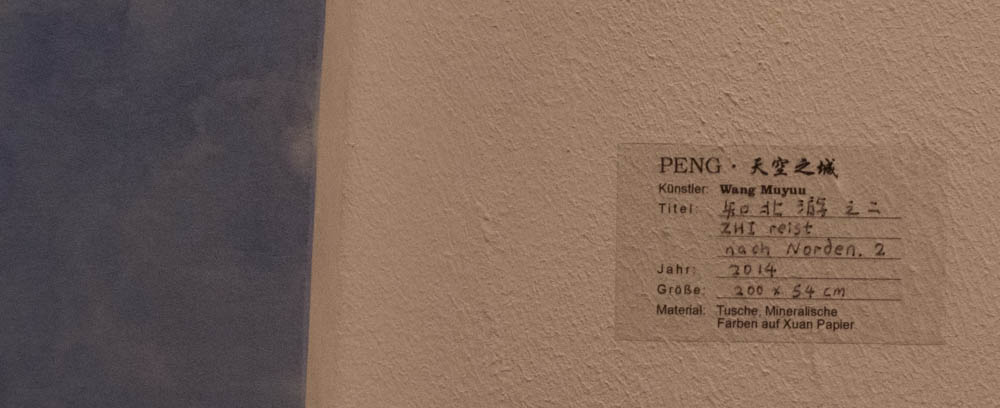 PENG · 天空之城
Künstler: Wang Muyuu
Titel: 知北游之二
ZHI reist
nach Norden. 2
Jahr: 2014
Größe: 200 x 54 cm
Material: Tusche, Mineralische
Farben auf Xuan Papier